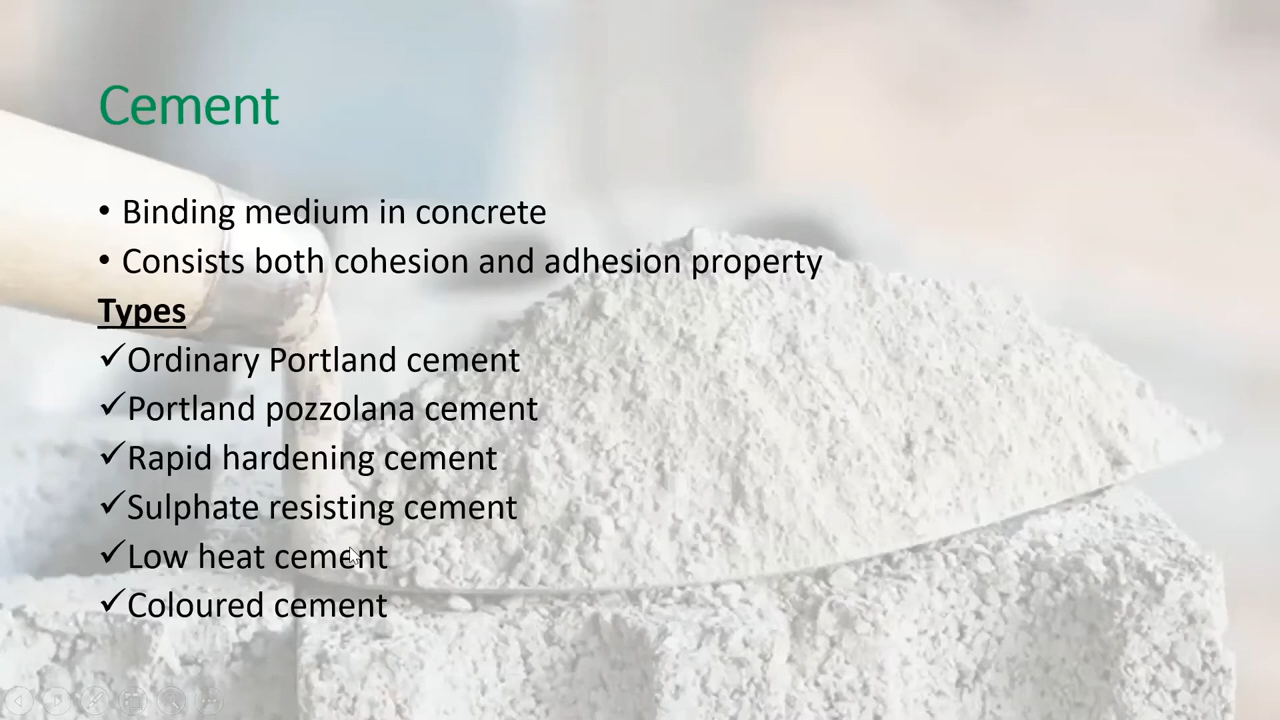 Cement
• Binding medium in concrete
• Consists both cohesion and adhesion property
Types
✓Ordinary Portland cement
✓Portland pozzolana cement
✓Rapid hardening cement
✓Sulphate resisting cement
✓Low heat cement
✓Coloured cement